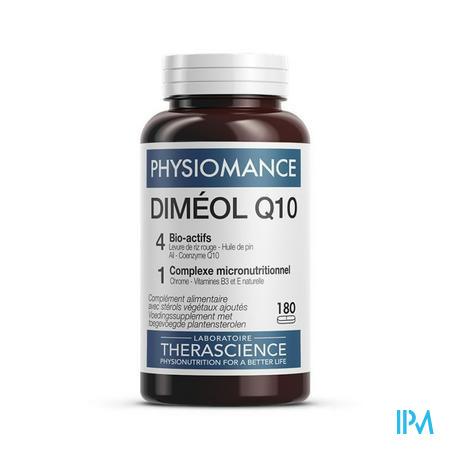 PHYSIOMANCE
DIMÉOL Q10
4 Bio-actifs
Levure de riz rouge - Huile de pin
Ail - Coenzyme Q10
1 Complexe micronutritionnel
Chrome - Vitamines B3 et E naturelle
Complément alimentaire
avec stérols végétaux ajoutés
Voedingssupplement met
toegevoegde plantensterolen
180
LABORATOIRE
THERASCIENCE
PHYSIONUTRITION FOR A BETTER LIFE
IPM